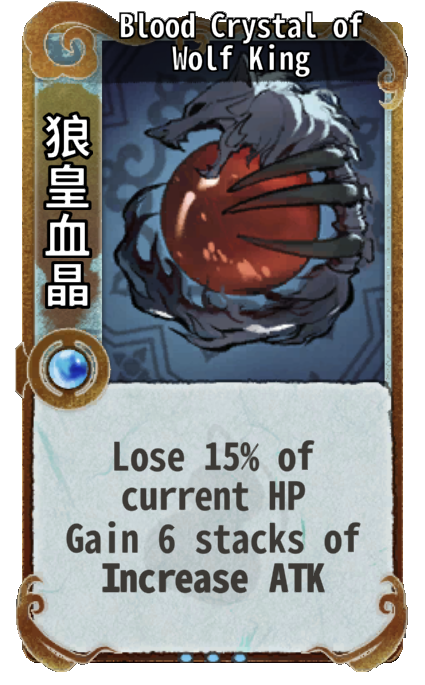 Blood Crystal of
Wolf King
狼皇血晶
Lose 15% of
current HP
Gain 6 stacks of
Increase ATK